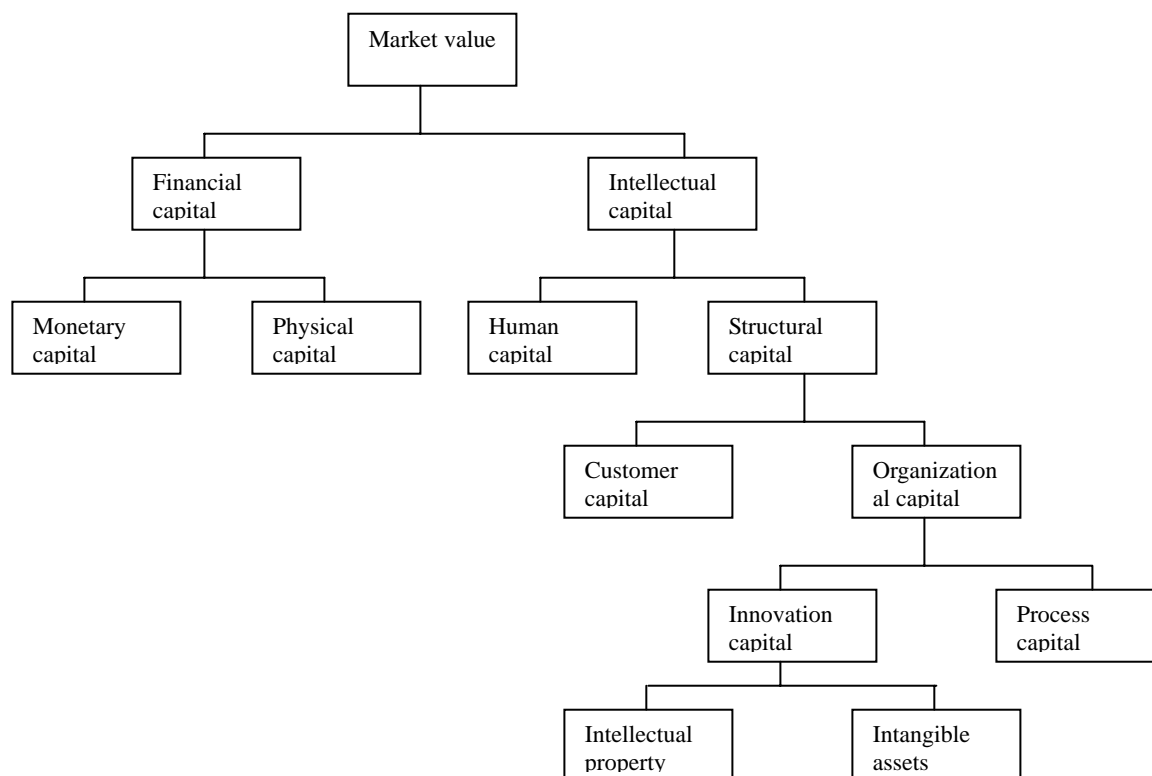 Market value
Financial
capital
Intellectual
capital
Monetary
capital
Physical
capital
Human
capital
Structural
capital
Customer
capital
Organization
al capital
Innovation
capital
Process
capital
Intellectual
property
Intangible
assets